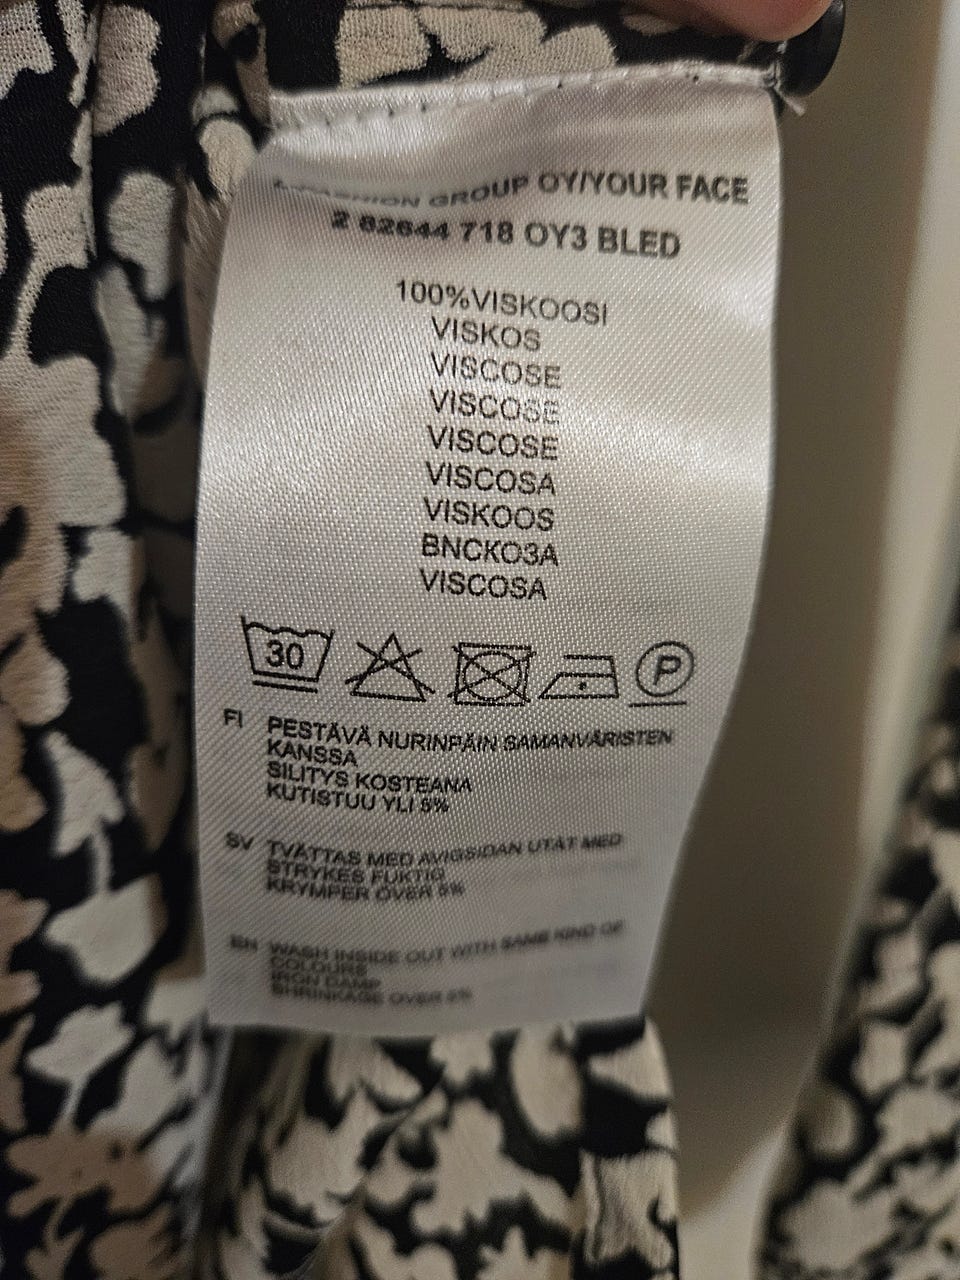 GROUP OY/YOUR FACE
2 82644 718 OY3 BLED
100%VISKOOSI
VISKOS
VISCOSE
VISCOSE
VISCOSE
VISCOSA
VISKOOS
BNCKO3A
VISCOSA
30
P
FI PESTÄVÄ NURINPÄIN SAMANVÄRISTEN
KANSSA
SILITYS KOSTEANA
KUTISTUU YLI 5%
SV TVÄTTAS MED AVIGSIDAN UTÅT MED
STRYKES FUKTIG
KRYMPER ÖVER 5%
EN WASH INSIDE OUT WITH SAME KIND OF
COLOURS
IRON DAMP
SHRINKAGE OVER 5%